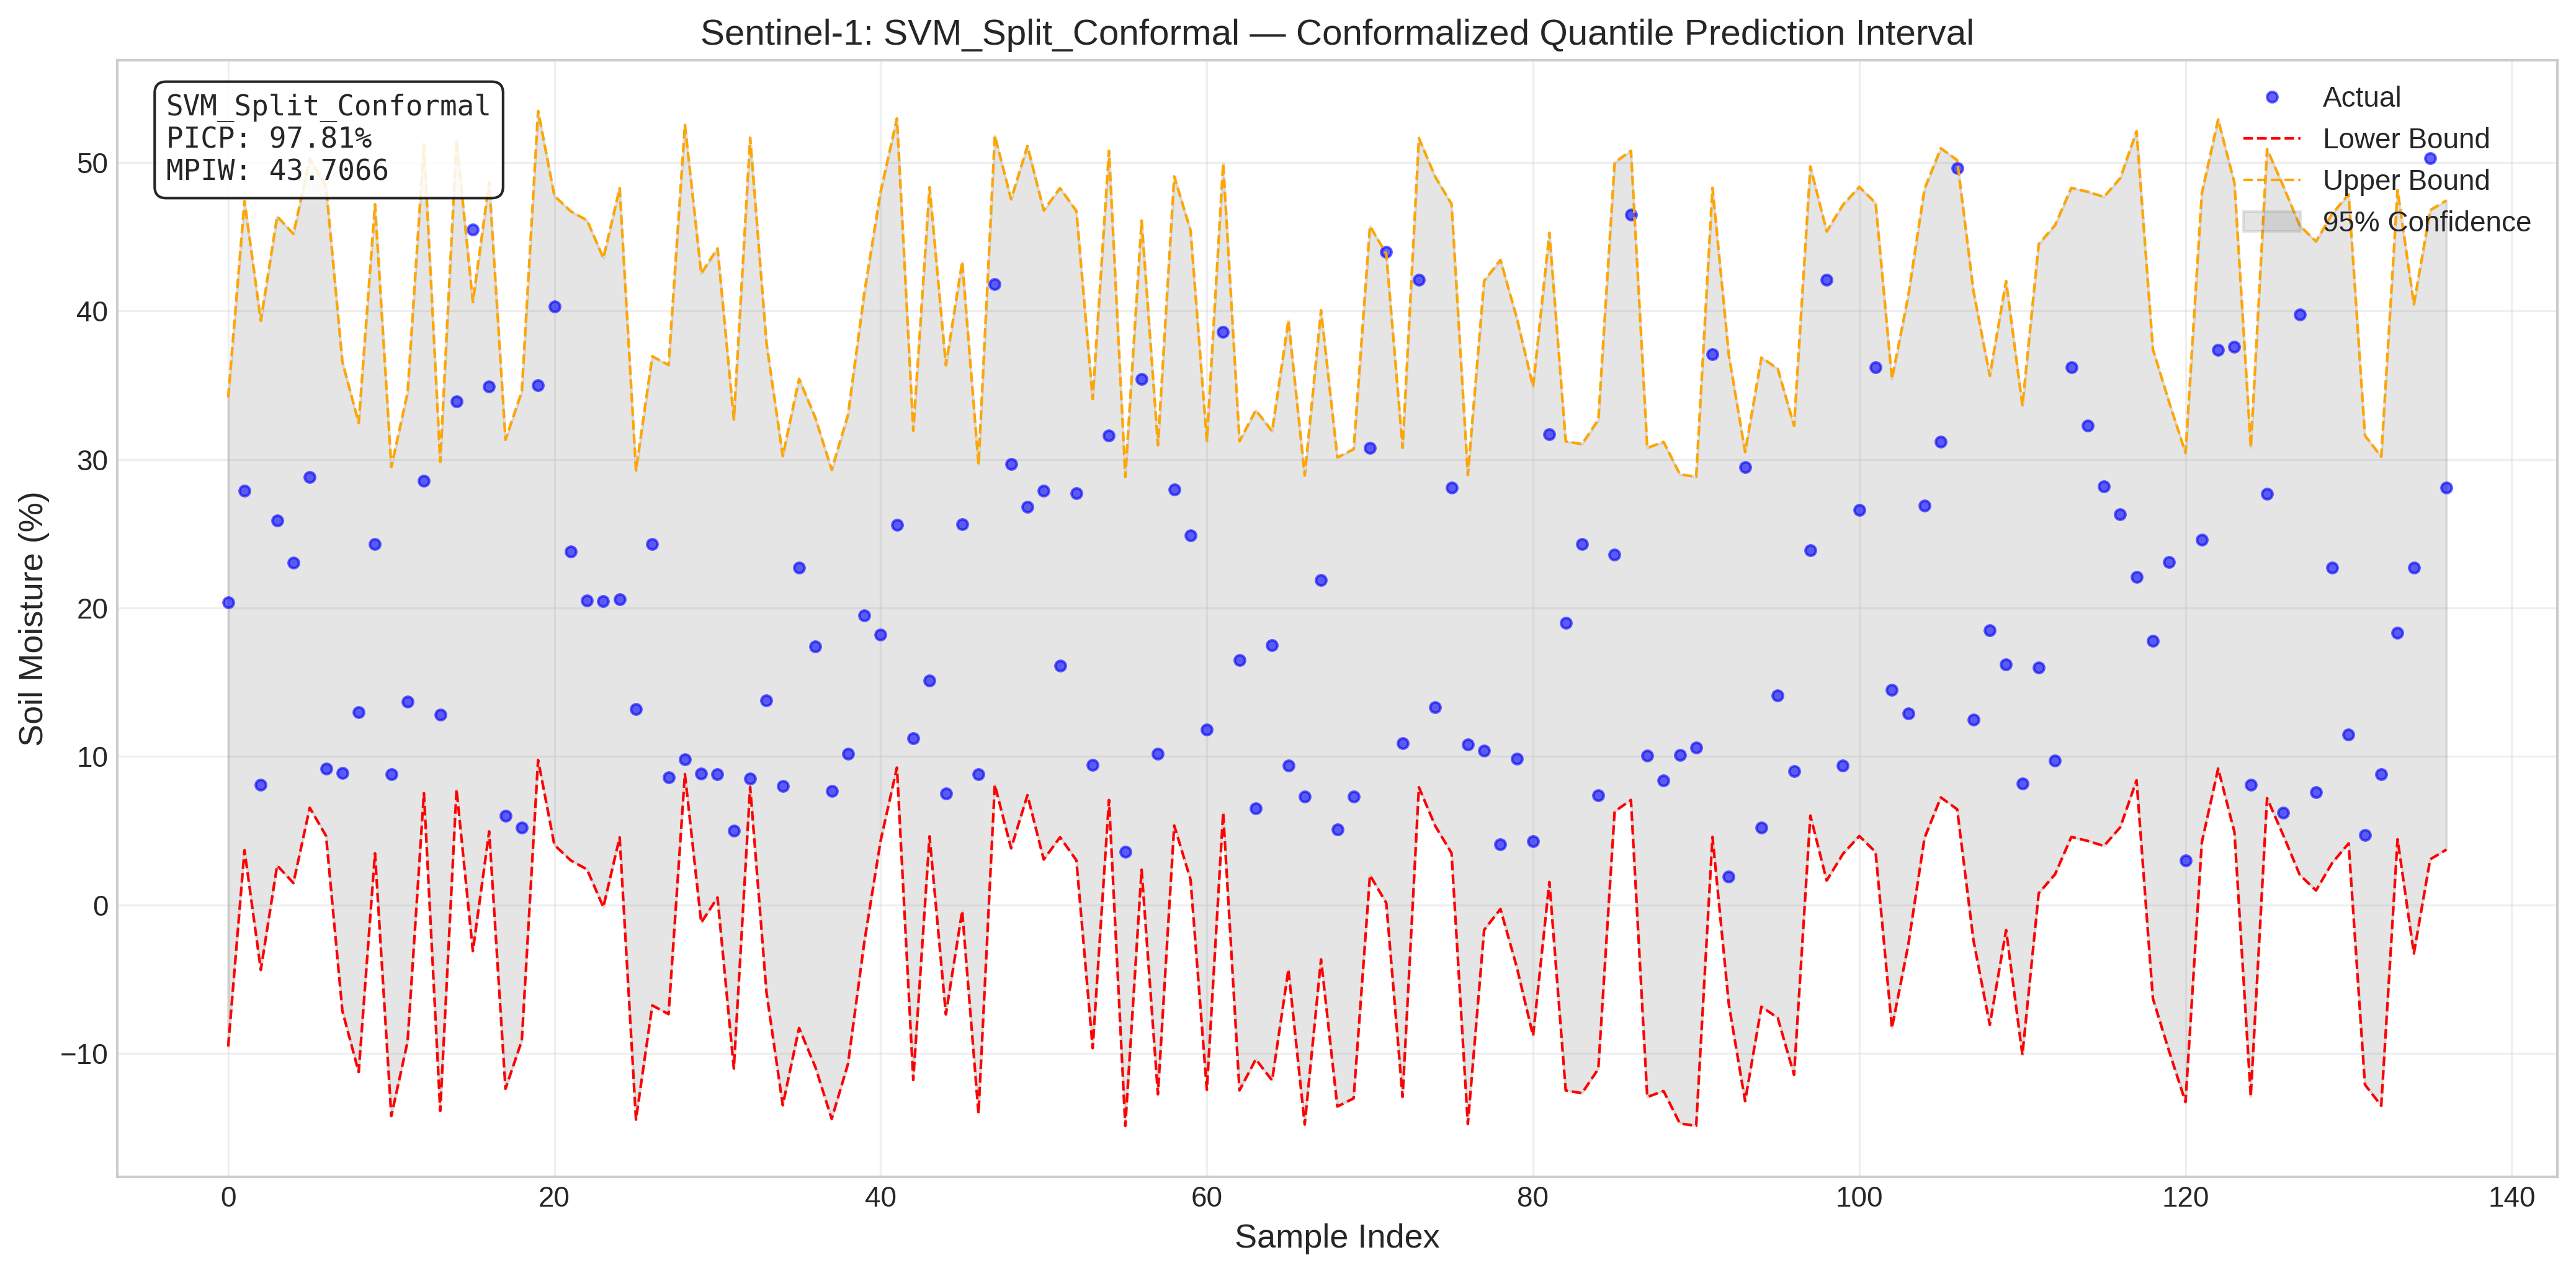 Sentinel-1: SVM_Split_Conformal — Conformalized Quantile Prediction Interval
SVM_Split_Conformal
PICP: 97.81%
MPIW: 43.7066
Actual
Lower Bound
Upper Bound
95% Confidence
Soil Moisture (%)
50
40
30
20
10
0
−10
0
20
40
60
80
100
120
140
Sample Index